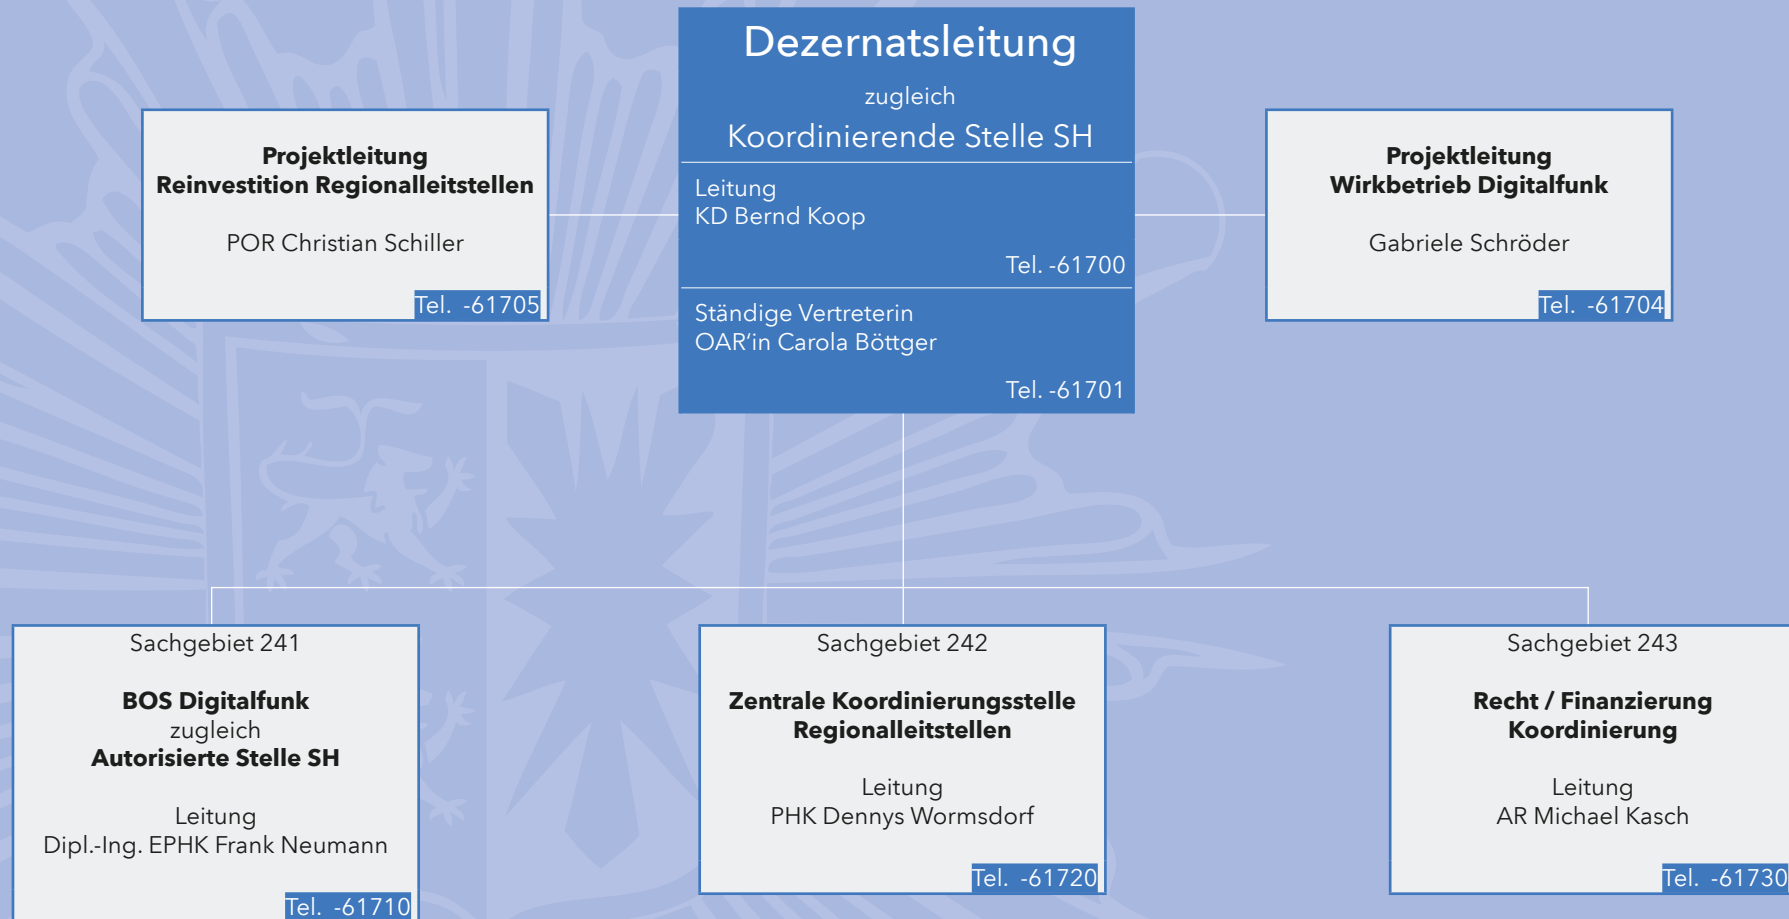 Dezernatsleitung
zugleich
Koordinierende Stelle SH
Leitung
KD Bernd Koop
Tel. -61700
Ständige Vertreterin
OAR’in Carola Böttger
Tel. -61701
Projektleitung
Reinvestition Regionalleitstellen
POR Christian Schiller
Tel. -61705
Projektleitung
Wirkbetrieb Digitalfunk
Gabriele Schröder
Tel. -61704
Sachgebiet 241
BOS Digitalfunk
zugleich
Autorisierte Stelle SH
Leitung
Dipl.-Ing. EPHK Frank Neumann
Tel. -61710
Sachgebiet 242
Zentrale Koordinierungsstelle
Regionalleitstellen
Leitung
PHK Dennys Wormsdorf
Tel. -61720
Sachgebiet 243
Recht / Finanzierung
Koordinierung
Leitung
AR Michael Kasch
Tel. -61730